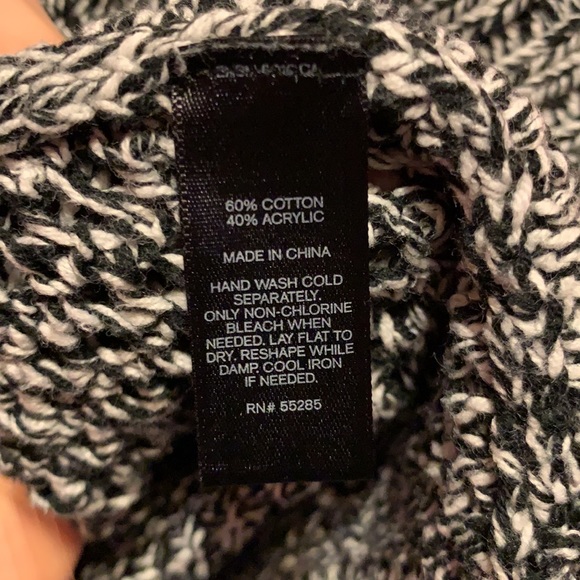 60% COTTON
40% ACRYLIC
MADE IN CHINA
HAND WASH COLD
SEPARATELY.
ONLY NON-CHLORINE
BLEACH WHEN
NEEDED. LAY FLAT TO
DRY. RESHAPE WHILE
DAMP. COOL IRON
IF NEEDED.
RN# 55285